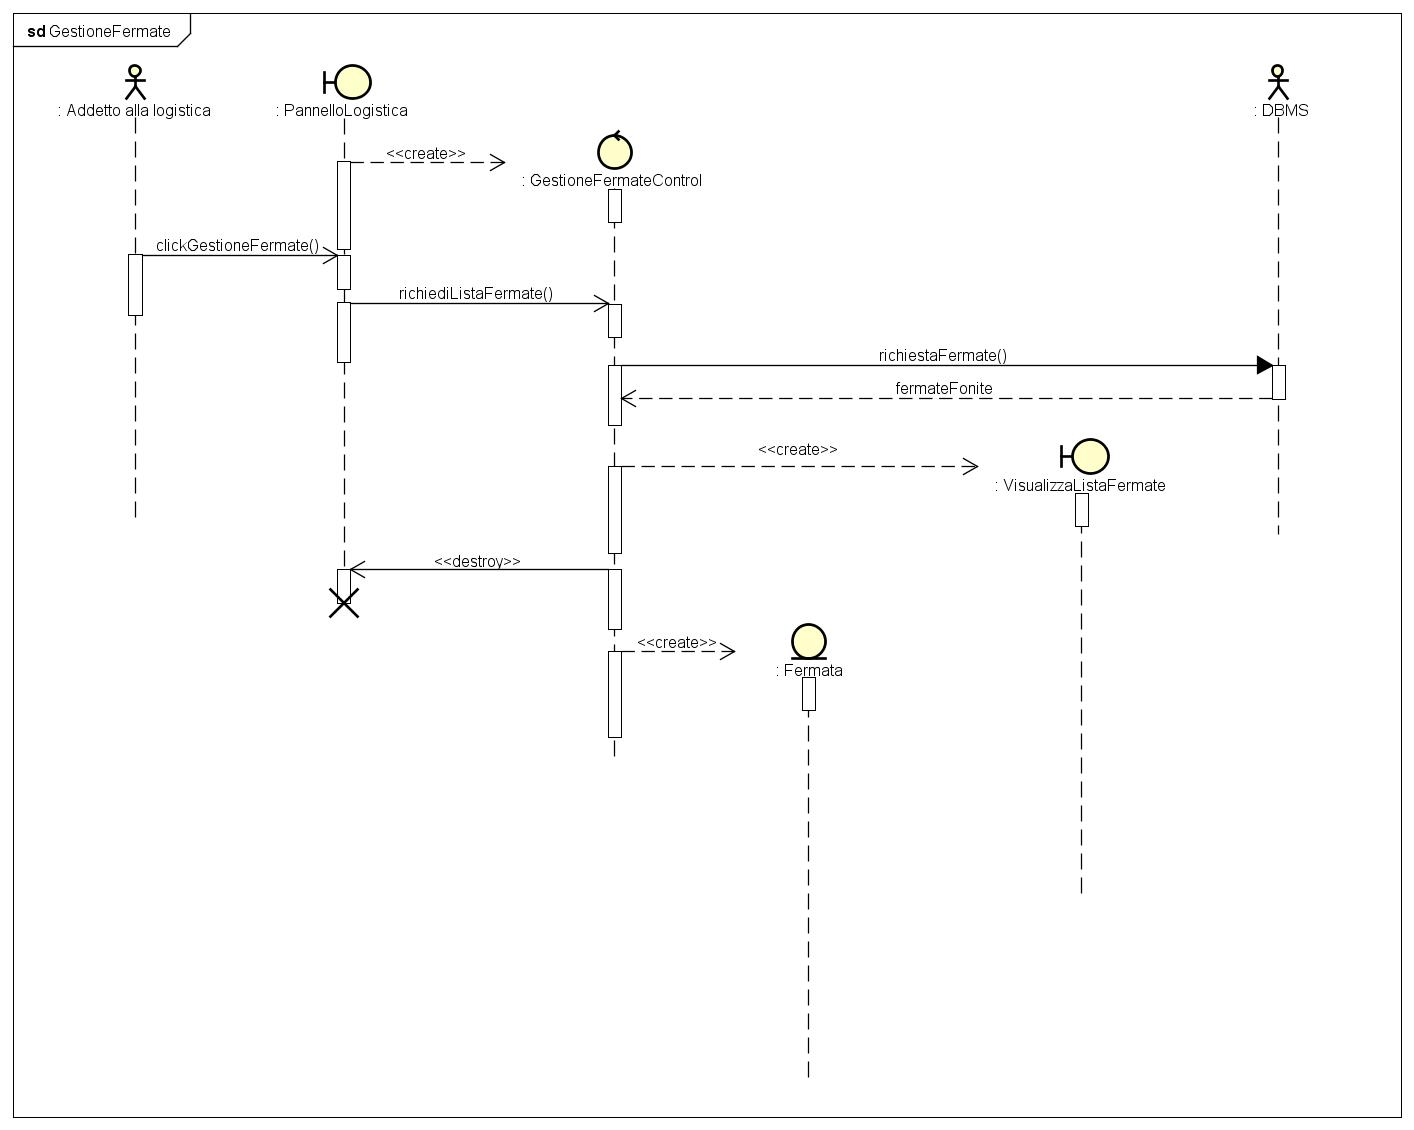 sd GestioneFermate
: Addetto alla logistica
: PannelloLogistica
: DBMS
<<create>>
: GestioneFermateControl
clickGestioneFermate()
richiediListaFermate()
richiestaFermate()
fermateFonite
<<create>>
: VisualizzaListaFermate
<<destroy>>
<<create>>
: Fermata